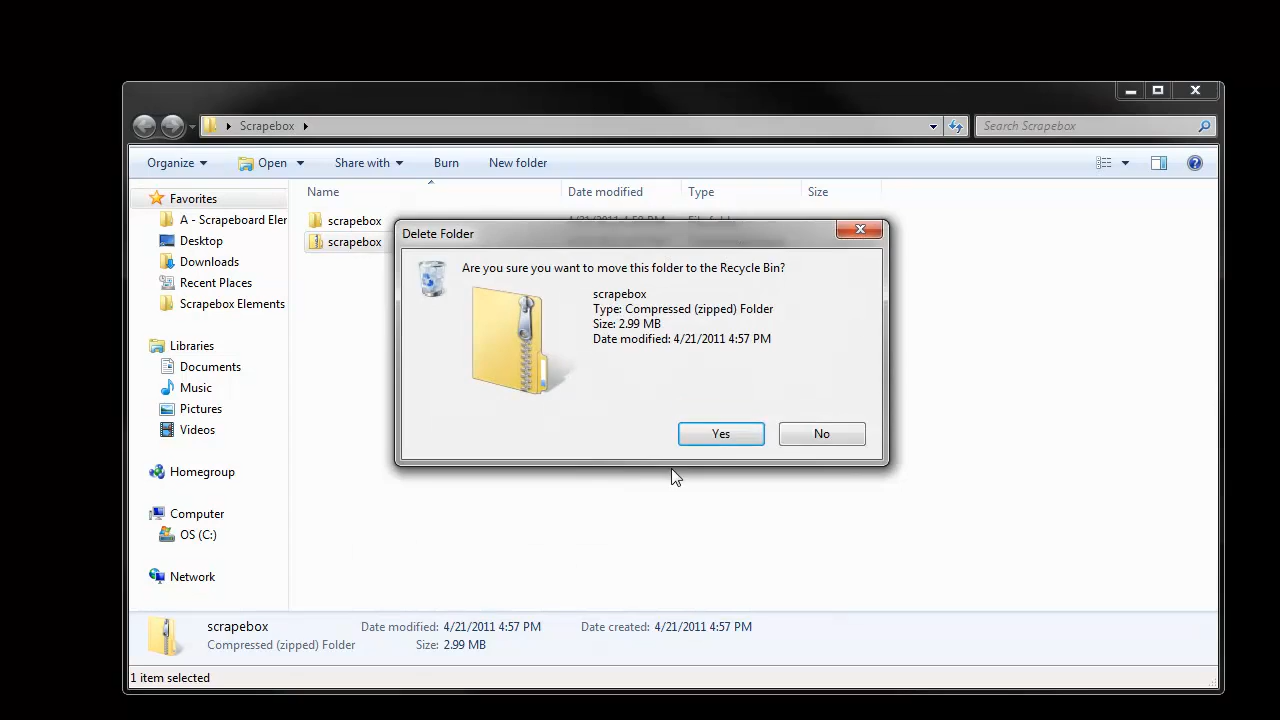 Scrapebox
Search Scrapebox
Organize Open Share with Burn New folder
Name Date modified Type Size
Favorites
A - Scrapeboard Eler
Desktop
Downloads
Recent Places
Scrapebox Elements
Libraries
Documents
Music
Pictures
Videos
Homegroup
Computer
OS (C:)
Network
scrapebox
scrapebox
Delete Folder
Are you sure you want to move this folder to the Recycle Bin?
scrapebox
Type: Compressed (zipped) Folder
Size: 2.99 MB
Date modified: 4/21/2011 4:57 PM
Yes No
scrapebox Date modified: 4/21/2011 4:57 PM Date created: 4/21/2011 4:57 PM
Compressed (zipped) Folder Size: 2.99 MB
1 item selected